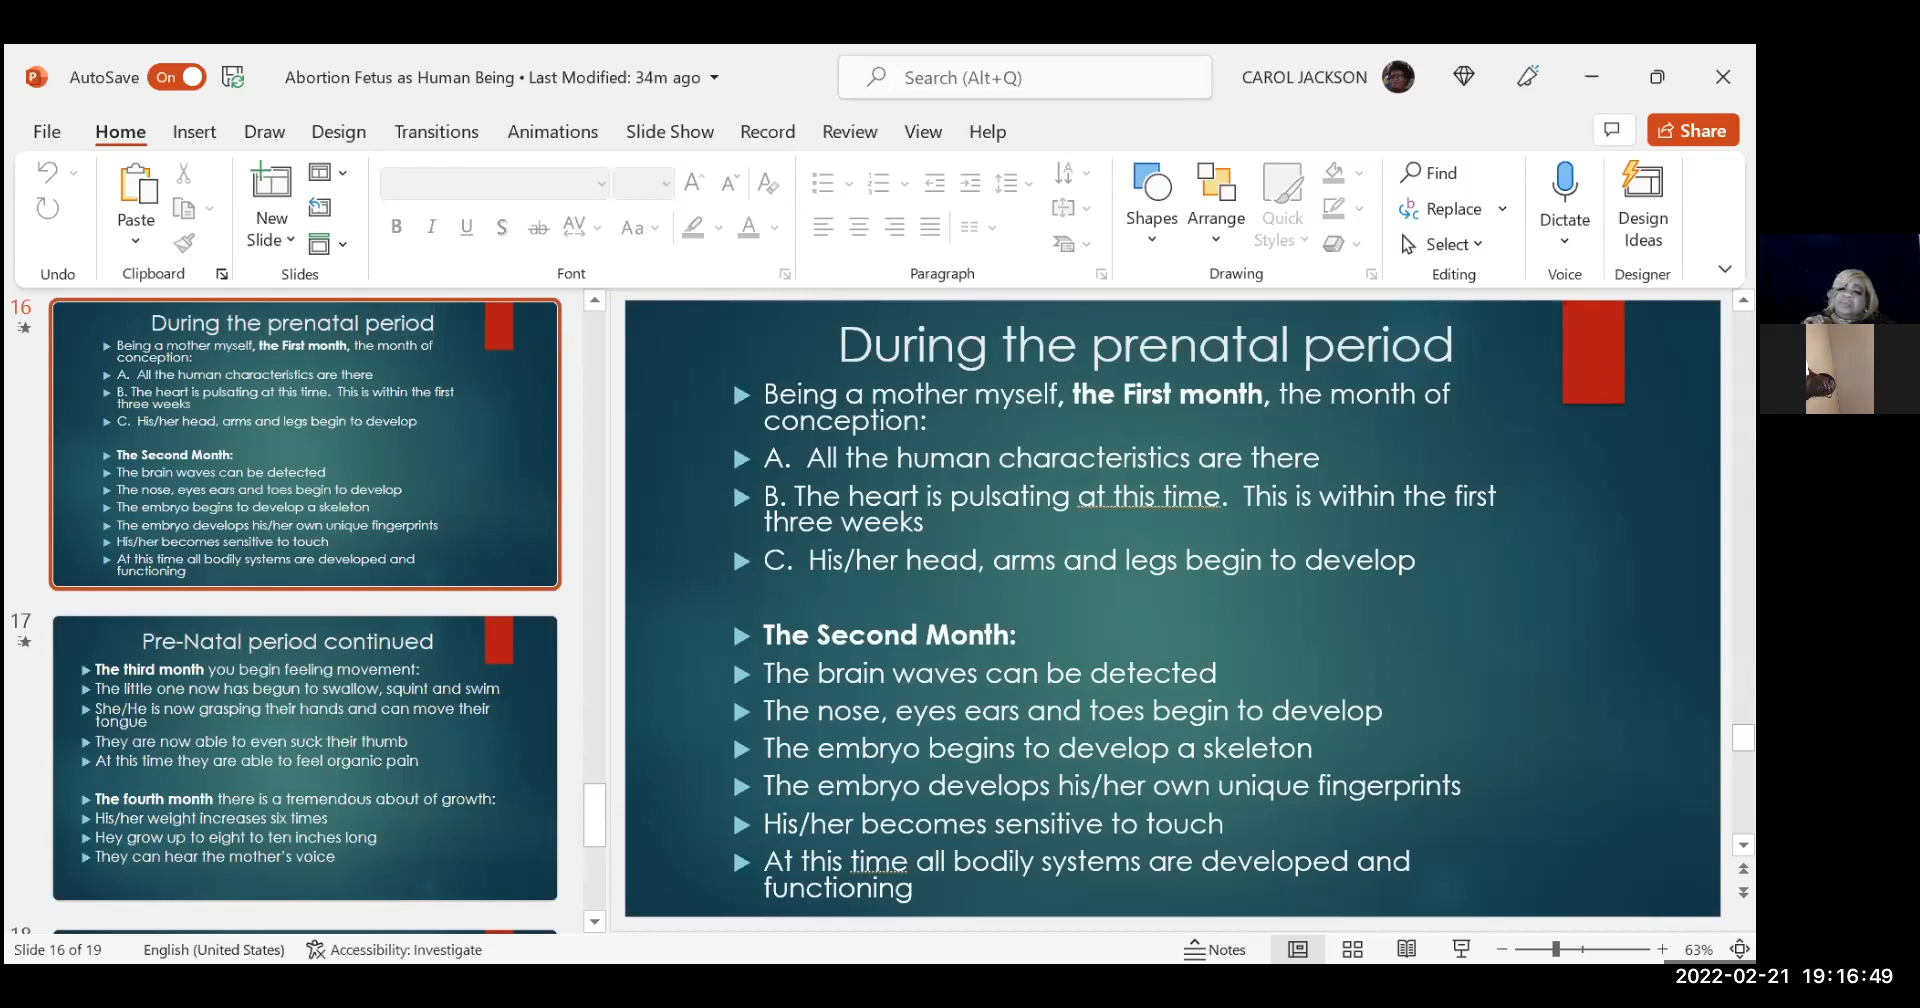 AutoSave On Abortion Fetus as Human Being • Last Modified: 34m ago Search (Alt+Q) CAROL JACKSON
File Home Insert Draw Design Transitions Animations Slide Show Record Review View Help Share
Paste
New
Slide
B I U S ab AV Aa A
Shapes Arrange Quick
Styles
Find
Replace
Select
Dictate
Design
Ideas
Undo Clipboard Slides Font Paragraph Drawing Editing Voice Designer
16
During the prenatal period
Being a mother myself, the First month, the month of
conception:
A. All the human characteristics are there
B. The heart is pulsating at this time. This is within the first
three weeks
C. His/her head, arms and legs begin to develop
The Second Month:
The brain waves can be detected
The nose, eyes ears and toes begin to develop
The embryo begins to develop a skeleton
The embryo develops his/her own unique fingerprints
His/her becomes sensitive to touch
At this time all bodily systems are developed and
functioning
17
Pre-Natal period continued
The third month you begin feeling movement:
The little one now has begun to swallow, squint and swim
She/He is now grasping their hands and can move their
tongue
They are now able to even suck their thumb
At this time they are able to feel organic pain
The fourth month there is a tremendous about of growth:
His/her weight increases six times
Hey grow up to eight to ten inches long
They can hear the mother's voice
18
During the prenatal period
Being a mother myself, the First month, the month of
conception:
A. All the human characteristics are there
B. The heart is pulsating at this time. This is within the first
three weeks
C. His/her head, arms and legs begin to develop
The Second Month:
The brain waves can be detected
The nose, eyes ears and toes begin to develop
The embryo begins to develop a skeleton
The embryo develops his/her own unique fingerprints
His/her becomes sensitive to touch
At this time all bodily systems are developed and
functioning
Slide 16 of 19 English (United States) Accessibility: Investigate Notes 63%
2022-02-21 19:16:49